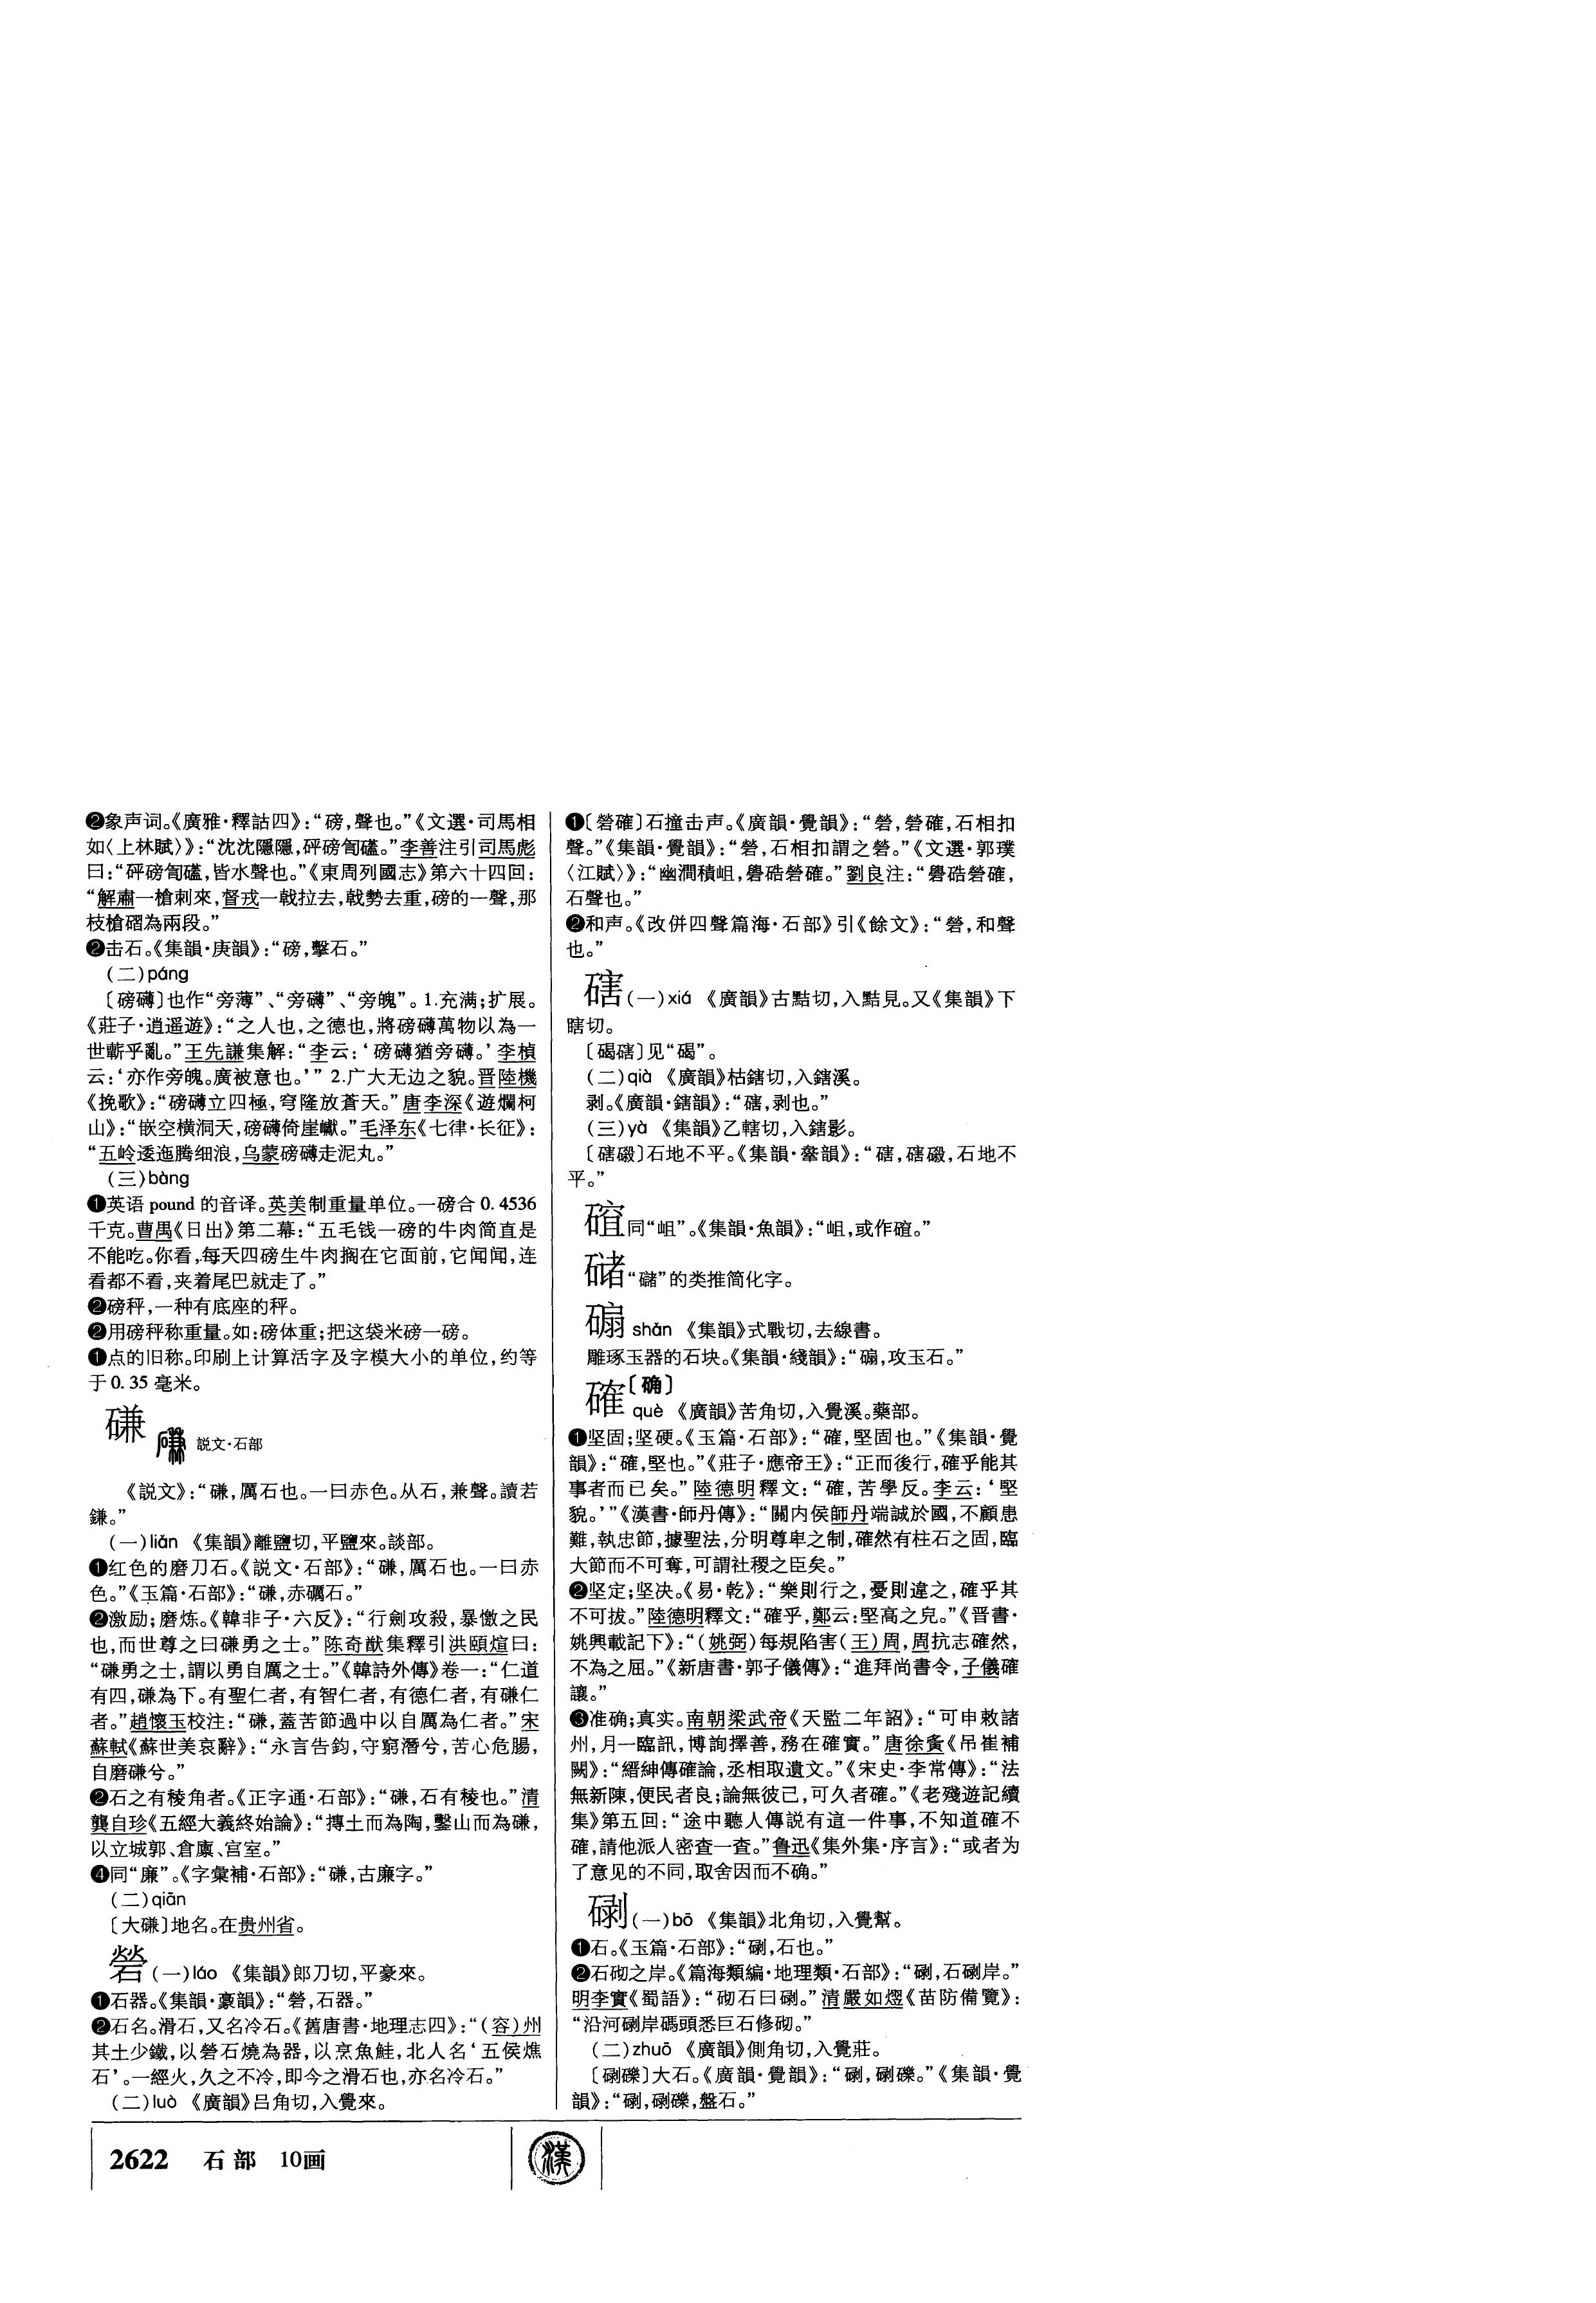 ❷象声词。《廣雅·釋詁四》：“磅，聲也。”《文選·司馬相
如〈上林賦〉》：“沈沈隱隱，砰磅訇礚。”李善注引司馬彪
曰：“砰磅訇礚，皆水聲也。”《東周列國志》第六十四回：
“解肅一槍刺來，督戎一戟拉去，戟勢去重，磅的一聲，那
枝槍磖為兩段。”
❷击石。《集韻·庚韻》：“磅，擊石。”
(二)páng
〔磅礴〕也作“旁薄”、“旁礴”、“旁魄”。1.充满；扩展。
《莊子·逍遥遊》：“之人也，之德也，將磅礴萬物以為一
世蘄乎亂。”王先謙集解：“李云：‘磅礴猶旁礴。’李楨
云：‘亦作旁魄。廣被意也。’” 2.广大无边之貌。晋陸機
《挽歌》：“磅礴立四極，穹隆放蒼天。”唐李深《遊爛柯
山》：“嵌空横洞天，磅礴倚崖巘。”毛泽东《七律·长征》：
“五岭逶迤腾细浪，乌蒙磅礴走泥丸。”
(三)bàng
❶英语 pound 的音译。英美制重量单位。一磅合 0.4536
千克。曹禺《日出》第二幕：“五毛钱一磅的牛肉简直是
不能吃。你看，每天四磅生牛肉搁在它面前，它闻闻，连
看都不看，夹着尾巴就走了。”
❷磅秤，一种有底座的秤。
❷用磅秤称重量。如：磅体重；把这袋米磅一磅。
❶点的旧称。印刷上计算活字及字模大小的单位，约等
于 0.35 毫米。
磏 説文·石部
《説文》：“磏，厲石也。一曰赤色。从石，兼聲。讀若
鎌。”
(一)lián 《集韻》離鹽切，平鹽來。談部。
❶红色的磨刀石。《説文·石部》：“磏，厲石也。一曰赤
色。”《玉篇·石部》：“磏，赤礪石。”
❷激励；磨炼。《韓非子·六反》：“行劍攻殺，暴憿之民
也，而世尊之曰磏勇之士。”陈奇猷集釋引洪頤煊曰：
“磏勇之士，謂以勇自厲之士。”《韓詩外傳》卷一：“仁道
有四，磏為下。有聖仁者，有智仁者，有德仁者，有磏仁
者。”趙懷玉校注：“磏，蓋苦節過中以自厲為仁者。”宋
蘇軾《蘇世美哀辭》：“永言告鈞，守窮潛兮，苦心危腸，
自磨磏兮。”
❷石之有稜角者。《正字通·石部》：“磏，石有稜也。”清
龔自珍《五經大義終始論》：“摶土而為陶，鑿山而為磏，
以立城郭、倉廪、宫室。”
❹同“廉”。《字彙補·石部》：“磏，古廉字。”
(二)qiān
〔大磏〕地名。在贵州省。
硓(一)láo 《集韻》郎刀切，平豪來。
❶石器。《集韻·豪韻》：“，石器。”
❷石名。滑石，又名冷石。《舊唐書·地理志四》：“(容)州
其土少鐵，以石燒為器，以烹魚鮭，北人名‘五侯燋
石’。一經火，久之不冷，即今之滑石也，亦名冷石。”
(二)luò 《廣韻》吕角切，入覺來。
❶〔確〕石撞击声。《廣韻·覺韻》：“，確，石相扣
聲。”《集韻·覺韻》：“，石相扣謂之。”《文選·郭璞
〈江賦〉》：“幽澗積岨，礐硞確。”劉良注：“礐硞確，
石聲也。”
❷和声。《改併四聲篇海·石部》引《餘文》：“，和聲
也。”
磍(一)xiá 《廣韻》古黠切，入黠見。又《集韻》下
瞎切。
〔碣磍〕见“碣”。
(二)qià 《廣韻》枯鎋切，入鎋溪。
剥。《廣韻·鎋韻》：“磍，剥也。”
(三)yà 《集韻》乙轄切，入鎋影。
〔磍磤〕石地不平。《集韻·舝韻》：“磍，磍，石地不
平。”
同“岨”。《集韻·魚韻》：“岨，或作。”
“礷”的类推简化字。
shǎn 《集韻》式戰切，去線書。
雕琢玉器的石块。《集韻·綫韻》：“，攻玉石。”
確〔确〕
què 《廣韻》苦角切，入覺溪。藥部。
❶坚固；坚硬。《玉篇·石部》：“確，堅固也。”《集韻·覺
韻》：“確，堅也。”《莊子·應帝王》：“正而後行，確乎能其
事者而已矣。”陸德明釋文：“確，苦學反。李云：‘堅
貌。’”《漢書·師丹傳》：“關内侯師丹端誠於國，不顧患
難，執忠節，據聖法，分明尊卑之制，確然有柱石之固，臨
大節而不可奪，可謂社稷之臣矣。”
❷坚定；坚决。《易·乾》：“樂則行之，憂則違之，確乎其
不可拔。”陸德明釋文：“確乎，鄭云：堅高之皃。”《晋書·
姚興載記下》：“(姚弼)每規陷害(王)周，周抗志確然，
不為之屈。”《新唐書·郭子儀傳》：“進拜尚書令，子儀確
讓。”
❸准确；真实。南朝梁武帝《天監二年詔》：“可申敕諸
州，月一臨訊，博詢擇善，務在確實。”唐徐夤《吊崔補
闕》：“縉紳傳確論，丞相取遺文。”《宋史·李常傳》：“法
無新陳，便民者良；論無彼己，可久者確。”《老殘遊記續
集》第五回：“途中聽人傳説有這一件事，不知道確不
確，請他派人密查一查。”鲁迅《集外集·序言》：“或者为
了意见的不同，取舍因而不确。”
(一)bō 《集韻》北角切，入覺幫。
❶石。《玉篇·石部》：“，石也。”
❷石砌之岸。《篇海類編·地理類·石部》：“，石岸。”
明李實《蜀語》：“砌石曰。”清嚴如熤《苗防備覽》：
“沿河岸碼頭悉巨石修砌。”
(二)zhuō 《廣韻》側角切，入覺莊。
〔礫〕大石。《廣韻·覺韻》：“，礫。”《集韻·覺
韻》：“，礫，盤石。”
2622 石部 10画
漢